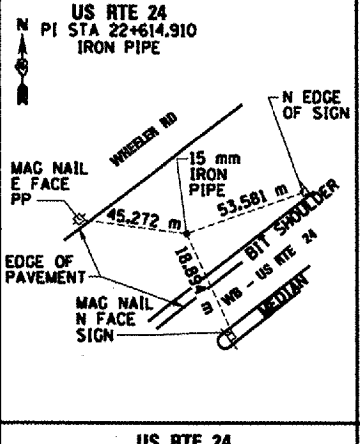 US RTE 24
N
PI STA 22+614.910
IRON PIPE
N EDGE
OF SIGN
WHEELEN RD
15 mm
IRON
PIPE
MAG NAIL
E FACE
PP
45.272 m
53.581 m
18.894 m
BIT SHOULDER
EDGE OF
PAVEMENT
WB - US RTE 24
MAG NAIL
N FACE
SIGN
MEDIAN
US RTE 24